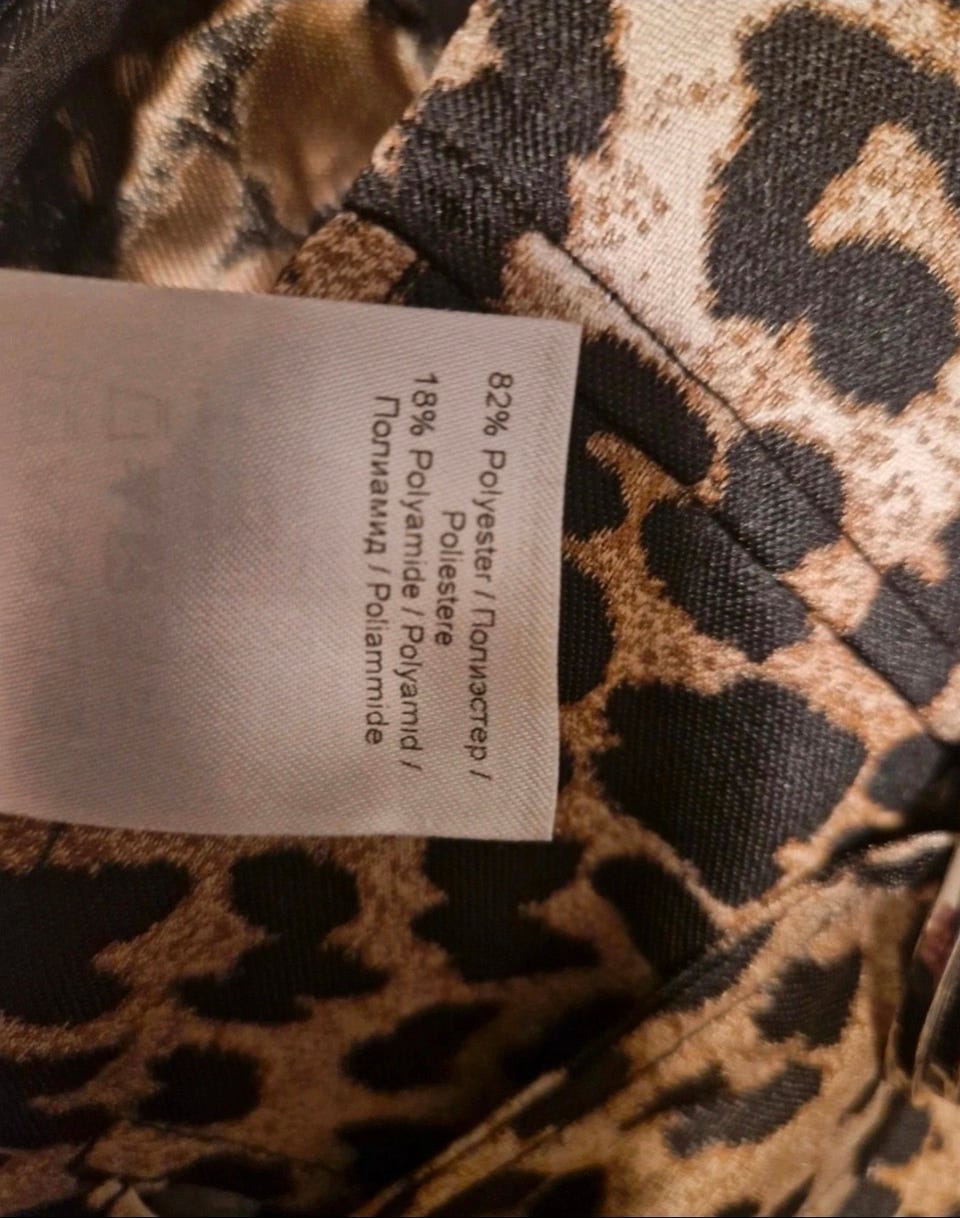 82% Polyester / Полиэстер /
Poliestere
18% Polyamide / Polyamid /
Полиамид / Poliammide